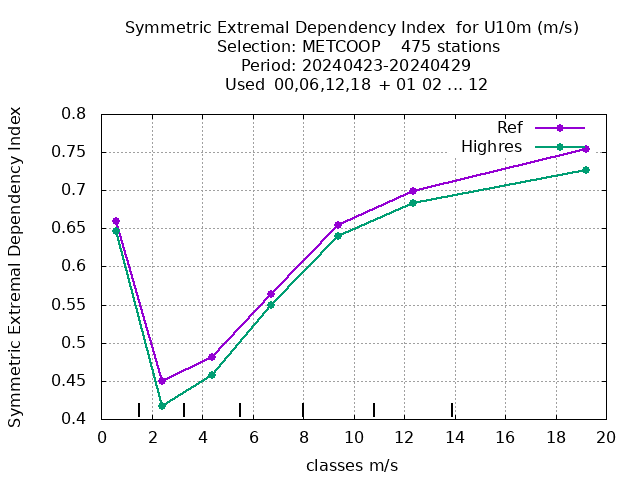 Symmetric Extremal Dependency Index  for U10m (m/s)
Selection: METCOOP    475 stations
Period: 20240423-20240429
Used  00,06,12,18 + 01 02 ... 12
Symmetric Extremal Dependency Index
0.8
0.75
0.7
0.65
0.6
0.55
0.5
0.45
0.4
Ref
Highres
0 2 4 6 8 10 12 14 16 18 20
classes m/s